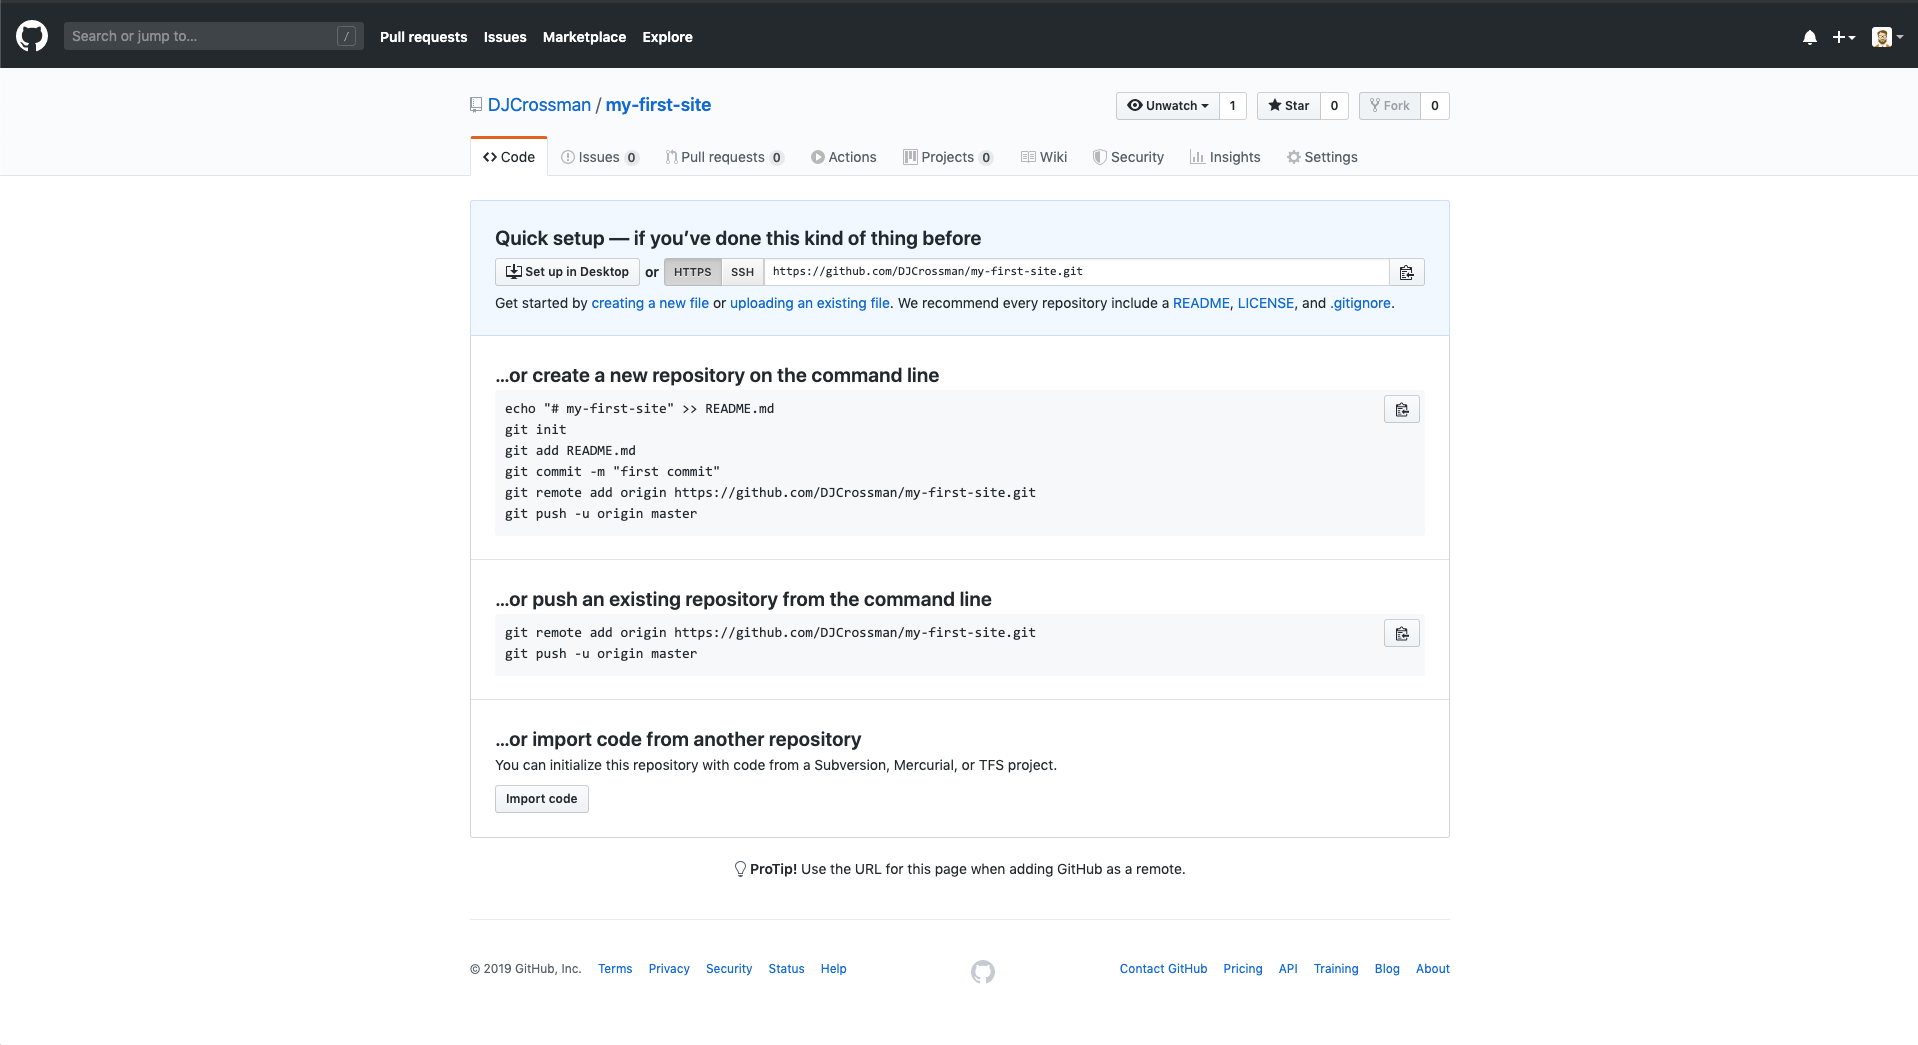 Search or jump to... / Pull requests Issues Marketplace Explore
DJCrossman / my-first-site Unwatch 1 Star 0 Fork 0
Code Issues 0 Pull requests 0 Actions Projects 0 Wiki Security Insights Settings
Quick setup — if you’ve done this kind of thing before
Set up in Desktop or HTTPS SSH https://github.com/DJCrossman/my-first-site.git
Get started by creating a new file or uploading an existing file. We recommend every repository include a README, LICENSE, and .gitignore.
…or create a new repository on the command line
echo "# my-first-site" >> README.md
git init
git add README.md
git commit -m "first commit"
git remote add origin https://github.com/DJCrossman/my-first-site.git
git push -u origin master
…or push an existing repository from the command line
git remote add origin https://github.com/DJCrossman/my-first-site.git
git push -u origin master
…or import code from another repository
You can initialize this repository with code from a Subversion, Mercurial, or TFS project.
Import code
ProTip! Use the URL for this page when adding GitHub as a remote.
© 2019 GitHub, Inc. Terms Privacy Security Status Help Contact GitHub Pricing API Training Blog About